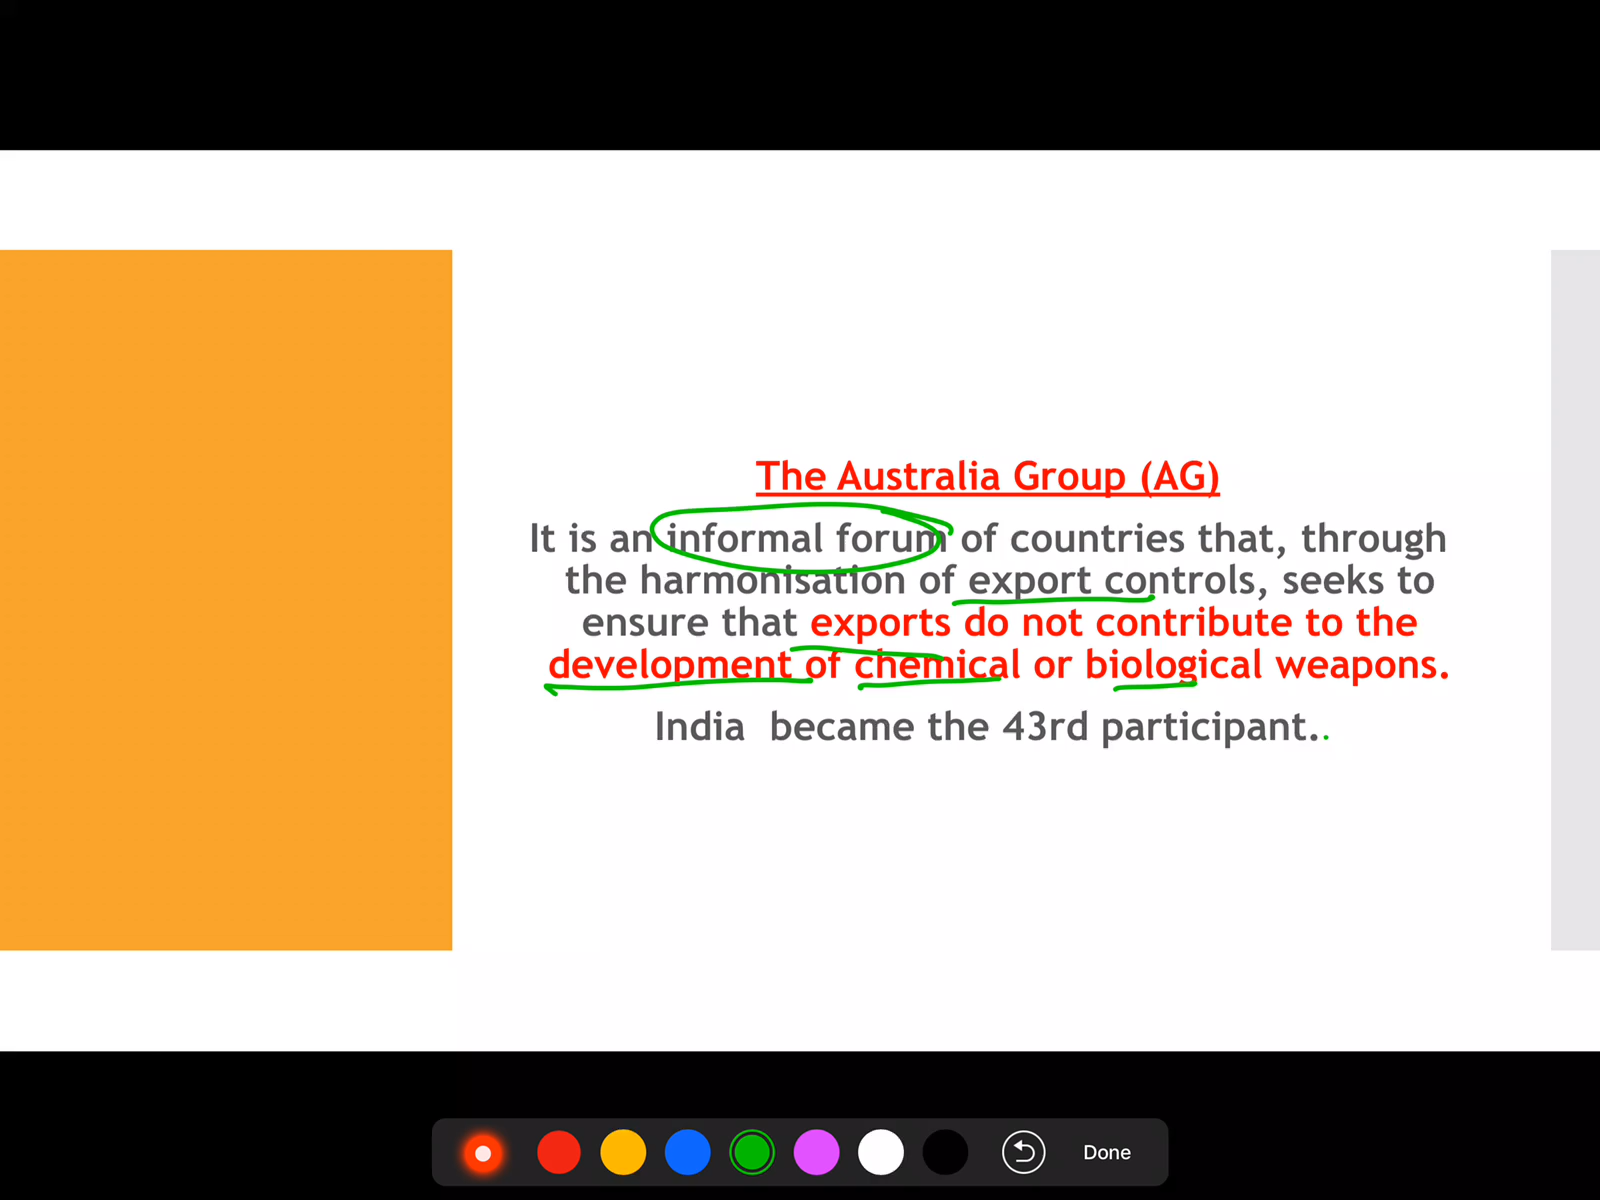 The Australia Group (AG)
It is an informal forum of countries that, through
the harmonisation of export controls, seeks to
ensure that exports do not contribute to the
development of chemical or biological weapons.
India became the 43rd participant.
Done